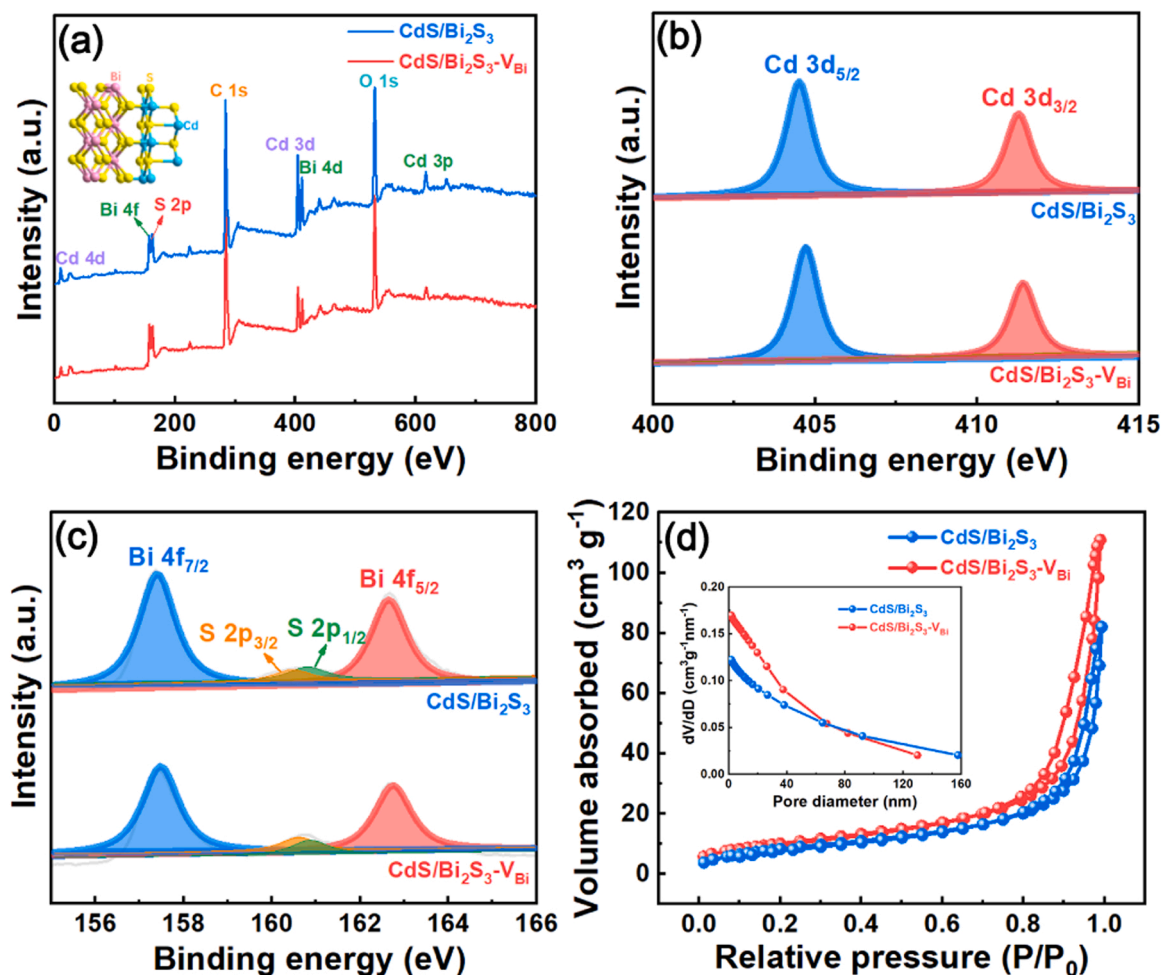 (a)
CdS/Bi₂S₃
CdS/Bi₂S₃-V_Bi
Bi
S
Cd
C 1s
O 1s
Cd 3d
Bi 4d
Cd 3p
Bi 4f
S 2p
Cd 4d
Intensity (a.u.)
0 200 400 600 800
Binding energy (eV)
(b)
Cd 3d₅/₂
Cd 3d₃/₂
CdS/Bi₂S₃
CdS/Bi₂S₃-V_Bi
Intensity (a.u.)
400 405 410 415
Binding energy (eV)
(c)
Bi 4f₇/₂
Bi 4f₅/₂
S 2p₃/₂
S 2p₁/₂
CdS/Bi₂S₃
CdS/Bi₂S₃-V_Bi
Intensity (a.u.)
156 158 160 162 164 166
Binding energy (eV)
(d)
CdS/Bi₂S₃
CdS/Bi₂S₃-V_Bi
Volume absorbed (cm³ g⁻¹)
120
100
80
60
40
20
0
0.0 0.2 0.4 0.6 0.8 1.0
Relative pressure (P/P₀)
CdS/Bi₂S₃
CdS/Bi₂S₃-V_Bi
dV/dD (cm³g⁻¹nm⁻¹)
0.20
0.15
0.10
0.05
0.00
0 40 80 120 160
Pore diameter (nm)